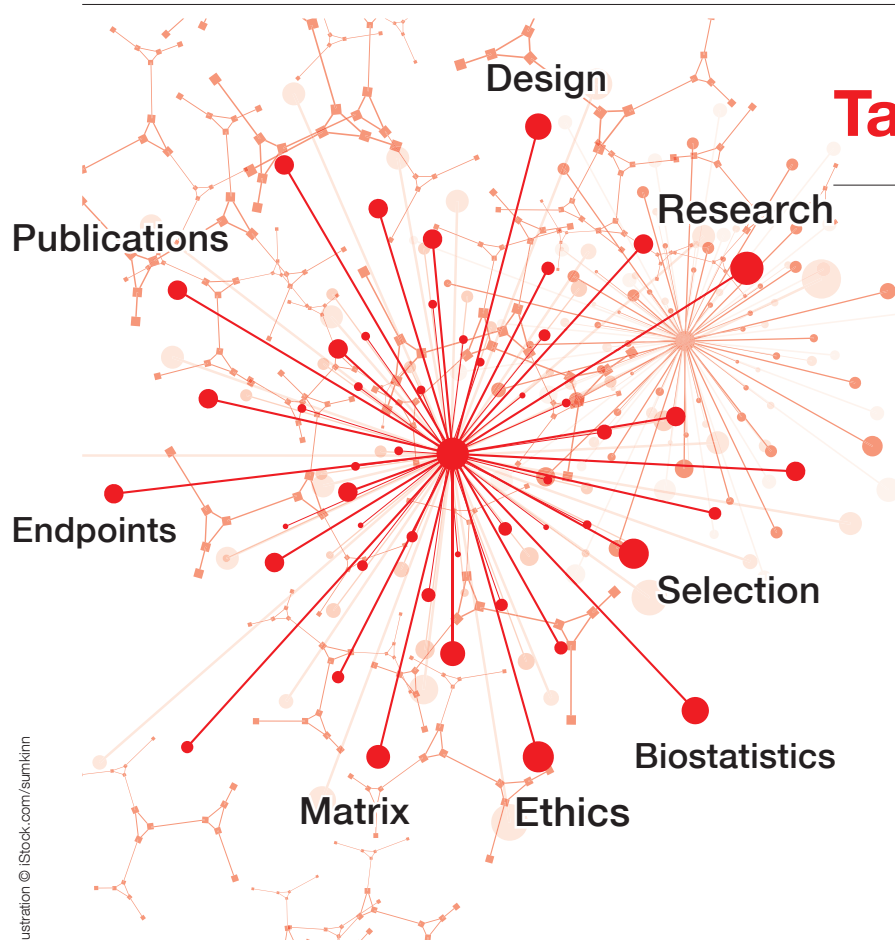 Design
Ta
Research
Publications
Endpoints
Selection
Biostatistics
Matrix
Ethics
ustration © iStock.com/sumkinn